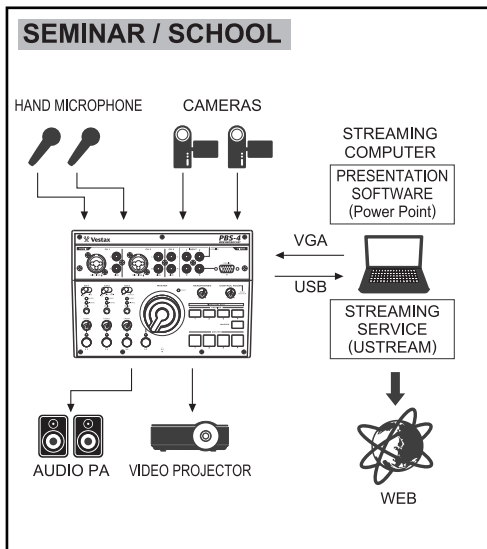 SEMINAR / SCHOOL
HAND MICROPHONE
CAMERAS
STREAMING
COMPUTER
PRESENTATION
SOFTWARE
(Power Point)
Vestax
PBS-4
VGA
USB
STREAMING
SERVICE
(USTREAM)
AUDIO PA
VIDEO PROJECTOR
WEB